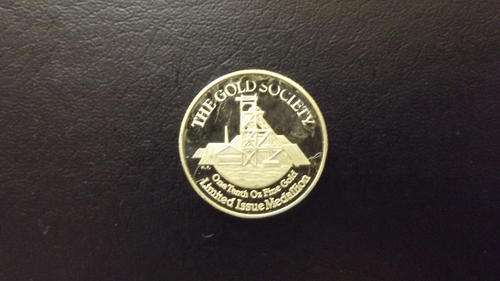 THE GOLD SOCIETY
One Tenth Oz Fine Gold
Limited Issue Medallion